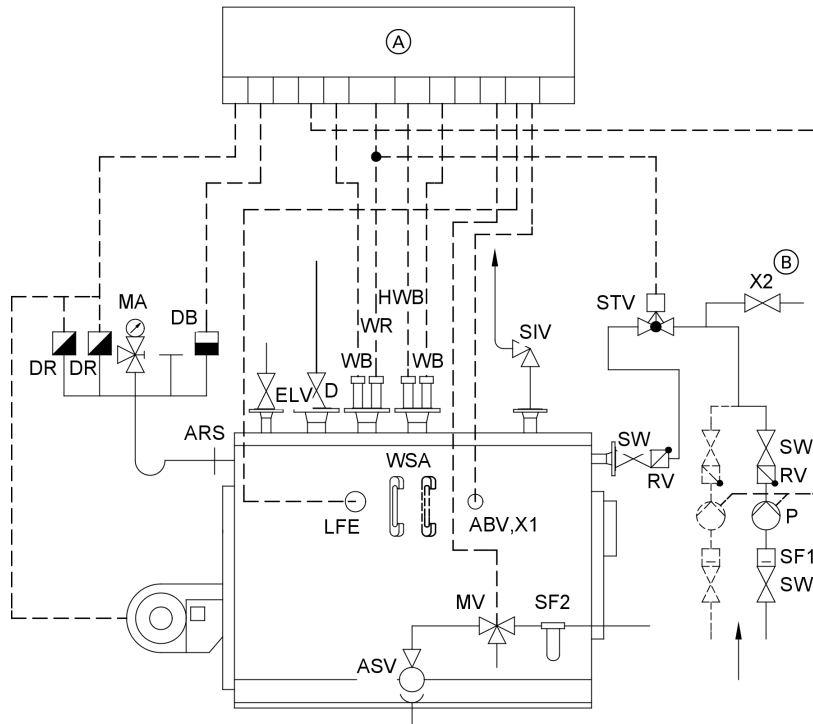 A
B
X2
MA
DB
HWB
STV
WR
SIV
DR
DR
WB
WB
ELV
D
ARS
SW
SW
WSA
RV
RV
LFE
ABV,X1
P
SF1
MV
SF2
SW
ASV